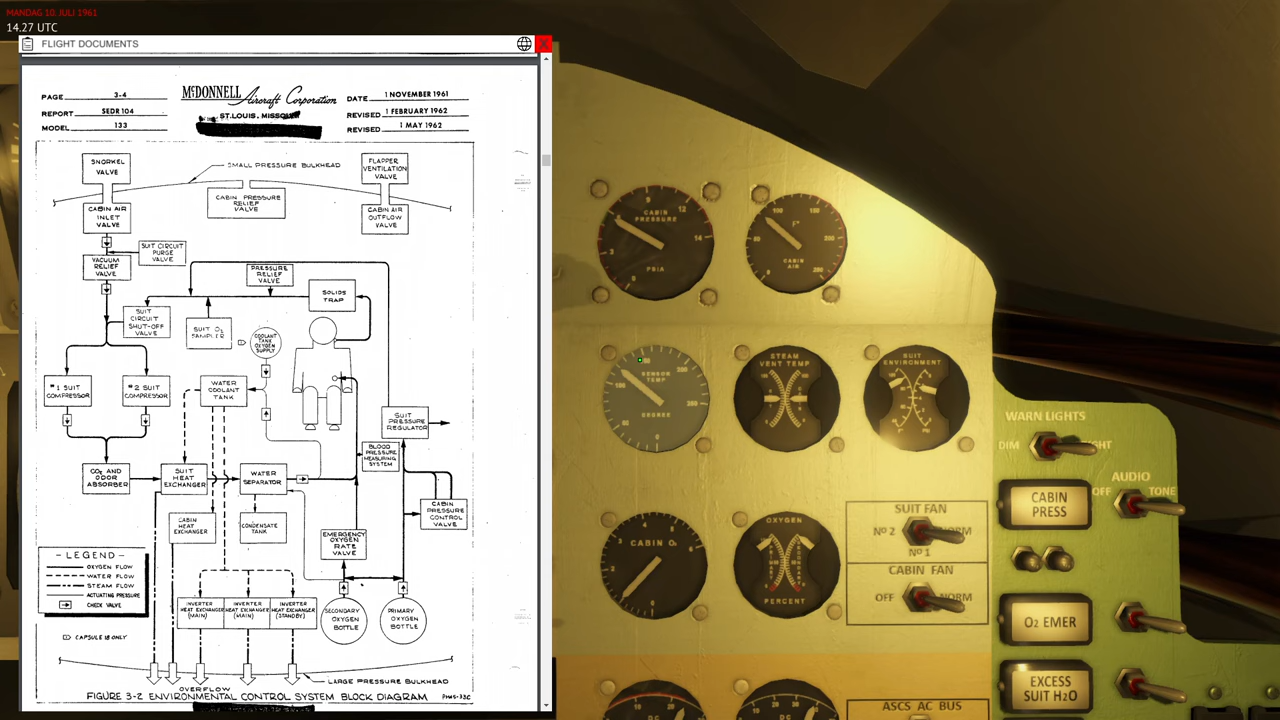 MANDAG 10. JULI 1961
14.27 UTC
FLIGHT DOCUMENTS
PAGE 3-4
REPORT SEDR 104
MODEL 133
McDONNELL
Aircraft Corporation
ST. LOUIS, MISSOURI
DATE 1 NOVEMBER 1961
REVISED 1 FEBRUARY 1962
REVISED 1 MAY 1962
SNORKEL
VALVE
SMALL PRESSURE BULKHEAD
FLAPPER
VENTILATION
VALVE
CABIN AIR
INLET
VALVE
CABIN PRESSURE
RELIEF
VALVE
CABIN AIR
OUTFLOW
VALVE
SUIT CIRCUIT
PURGE
VALVE
VACUUM
RELIEF
VALVE
PRESSURE
RELIEF
VALVE
SOLIDS
TRAP
SUIT
CIRCUIT
SHUT-OFF
VALVE
SUIT O2
SAMPLER
COOLANT
TANK
OXYGEN
SUPPLY
#1 SUIT
COMPRESSOR
#2 SUIT
COMPRESSOR
WATER
COOLANT
TANK
SUIT
PRESSURE
REGULATOR
BLOOD
PRESSURE
MEASURING
SYSTEM
CO2 AND
ODOR
ABSORBER
SUIT
HEAT
EXCHANGER
WATER
SEPARATOR
CABIN
PRESSURE
CONTROL
VALVE
CABIN
HEAT
EXCHANGER
CONDENSATE
TANK
EMERGENCY
OXYGEN
RATE
VALVE
- LEGEND -
OXYGEN FLOW
WATER FLOW
STEAM FLOW
ACTUATING PRESSURE
CHECK VALVE
INVERTER
HEAT EXCHANGER
(MAIN)
INVERTER
HEAT EXCHANGER
(MAIN)
INVERTER
HEAT EXCHANGER
(STANDBY)
SECONDARY
OXYGEN
BOTTLE
PRIMARY
OXYGEN
BOTTLE
CAPSULE 18 ONLY
OVERFLOW
LARGE PRESSURE BULKHEAD
FIGURE 3-2 ENVIRONMENTAL CONTROL SYSTEM BLOCK DIAGRAM
PM45-33C
CABIN
PRESSURE
PSIA
F°
CABIN
AIR
SENSOR
TEMP
DEGREE
STEAM
VENT TEMP
SUIT
ENVIRONMENT
CABIN O2
OXYGEN
PERCENT
WARN LIGHTS
DIM
AUDIO
OFF TONE
CABIN
PRESS
SUIT FAN
Nº 2 NORM
Nº 1
CABIN FAN
OFF NORM
O2 EMER
EXCESS
SUIT H2O
ASCS AC BUS
DC
DC